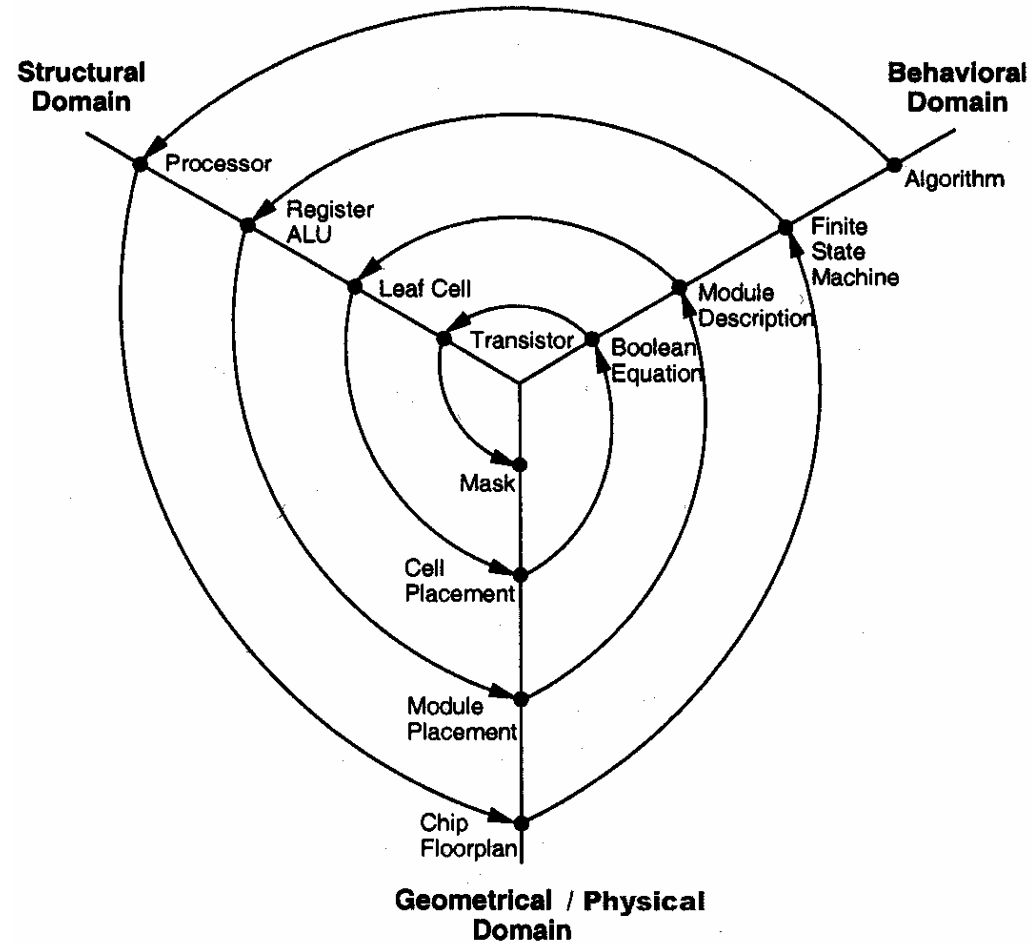 Structural
Domain
Behavioral
Domain
Processor
Algorithm
Register
ALU
Finite
State
Machine
Leaf Cell
Module
Description
Transistor
Boolean
Equation
Mask
Cell
Placement
Module
Placement
Chip
Floorplan
Geometrical / Physical
Domain